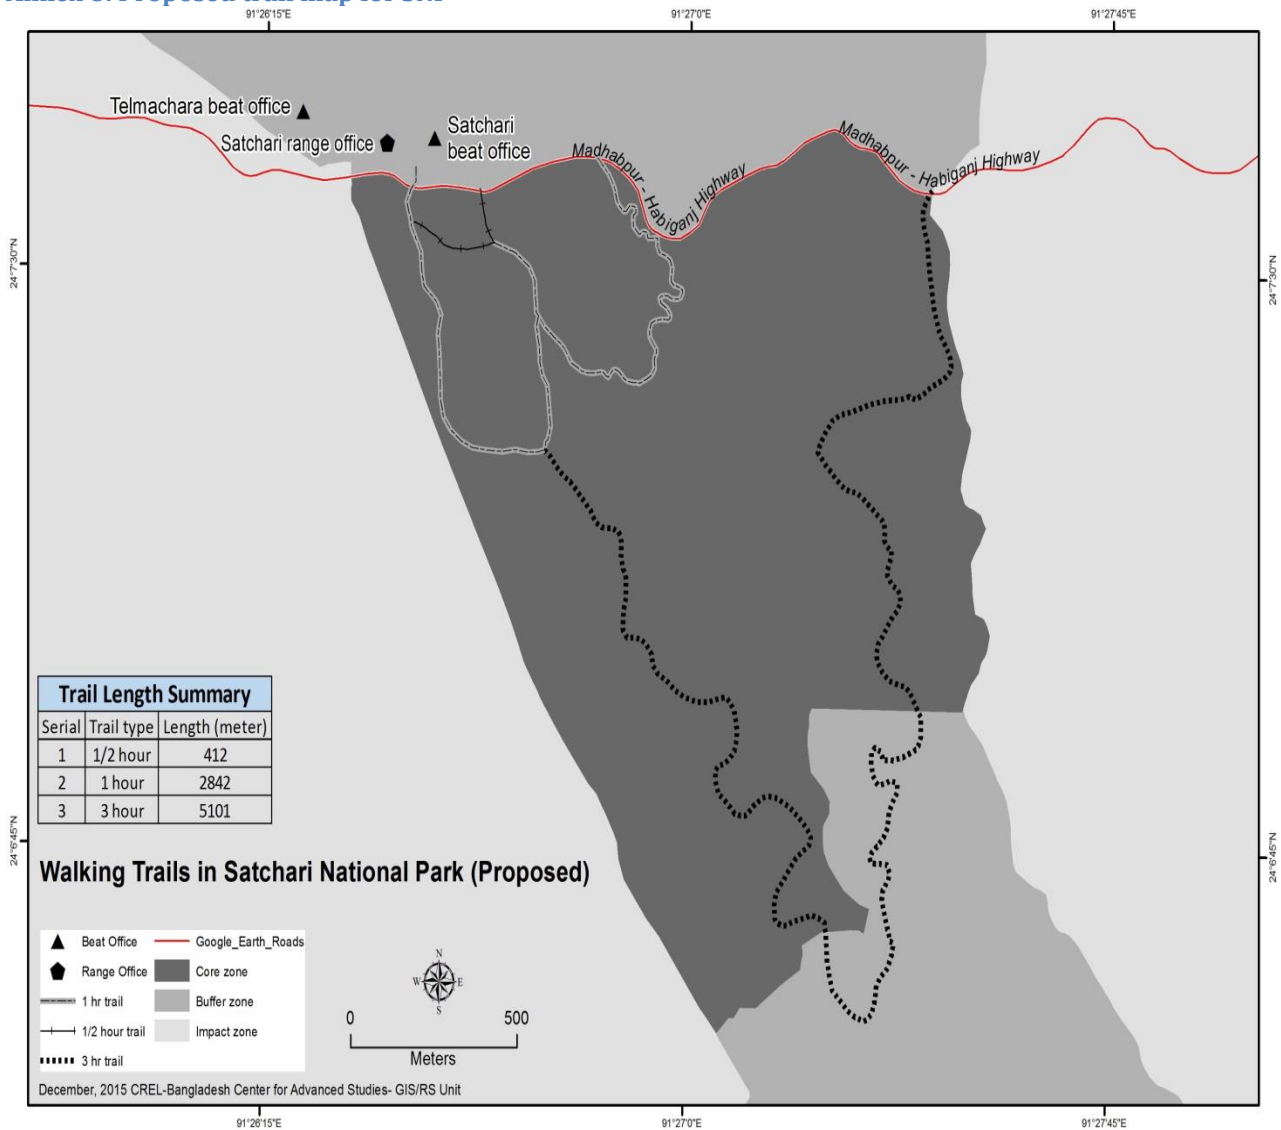 91°26'15"E
91°27'0"E
91°27'45"E
Telmachara beat office
Satchari range office
Satchari
beat office
Madhabpur - Habiganj Highway
Madhabpur - Habiganj Highway
24°7'30"N
24°7'30"N
Trail Length Summary
Serial Trail type Length (meter)
1 1/2 hour 412
2 1 hour 2842
3 3 hour 5101
24°6'45"N
24°6'45"N
Walking Trails in Satchari National Park (Proposed)
Beat Office
Range Office
1 hr trail
1/2 hour trail
3 hr trail
Google_Earth_Roads
Core zone
Buffer zone
Impact zone
N
W E
S
0 500
Meters
December, 2015 CREL-Bangladesh Center for Advanced Studies- GIS/RS Unit
91°26'15"E
91°27'0"E
91°27'45"E